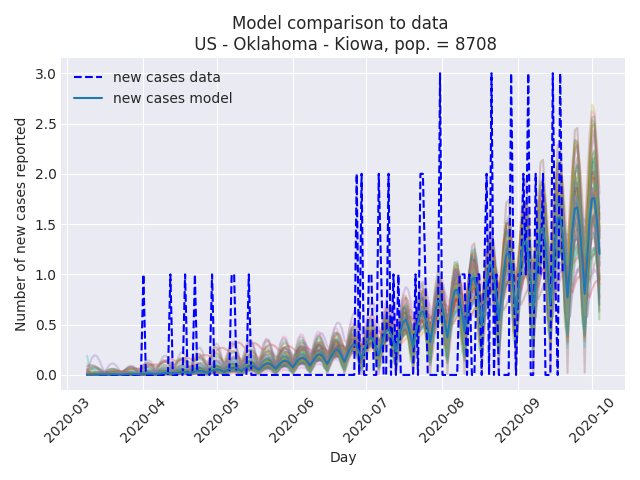 Model comparison to data
US - Oklahoma - Kiowa, pop. = 8708
new cases data
new cases model
Number of new cases reported
3.0
2.5
2.0
1.5
1.0
0.5
0.0
2020-03
2020-04
2020-05
2020-06
2020-07
2020-08
2020-09
2020-10
Day